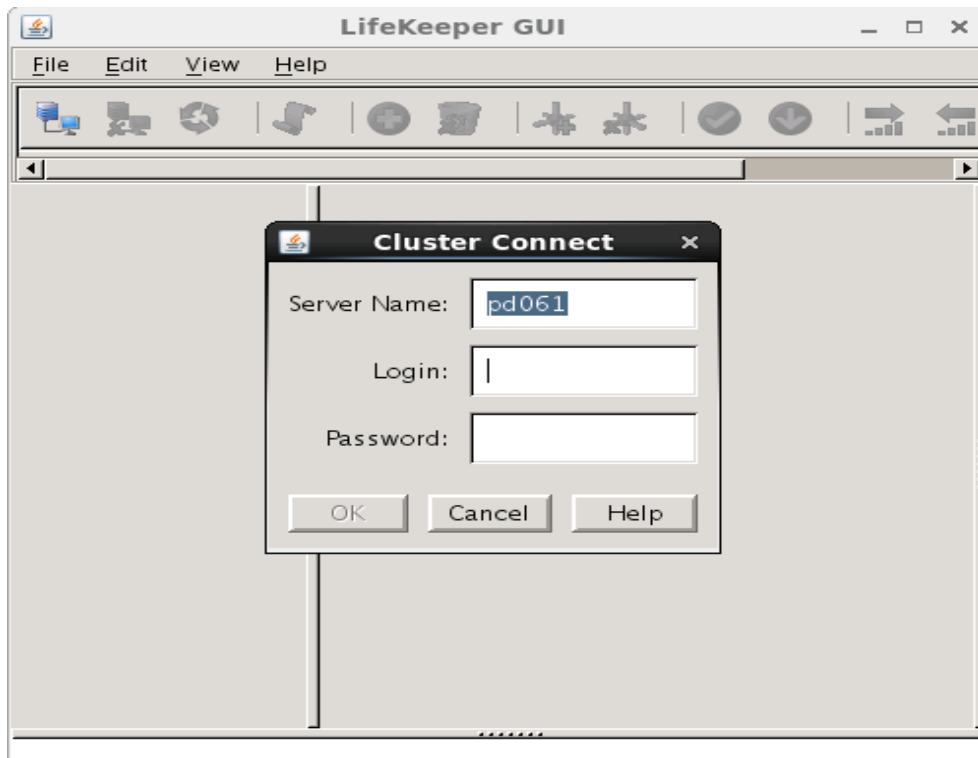 LifeKeeper GUI
File Edit View Help
Cluster Connect
Server Name: pd061
Login:
Password:
OK Cancel Help